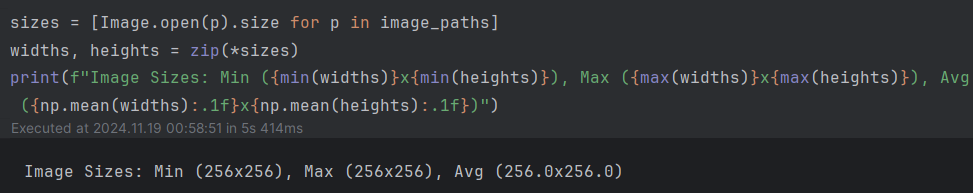 sizes = [Image.open(p).size for p in image_paths]
widths, heights = zip(*sizes)
print(f"Image Sizes: Min ({min(widths)}x{min(heights)}), Max ({max(widths)}x{max(heights)}), Avg
({np.mean(widths):.1f}x{np.mean(heights):.1f})")
Executed at 2024.11.19 00:58:51 in 5s 414ms
Image Sizes: Min (256x256), Max (256x256), Avg (256.0x256.0)